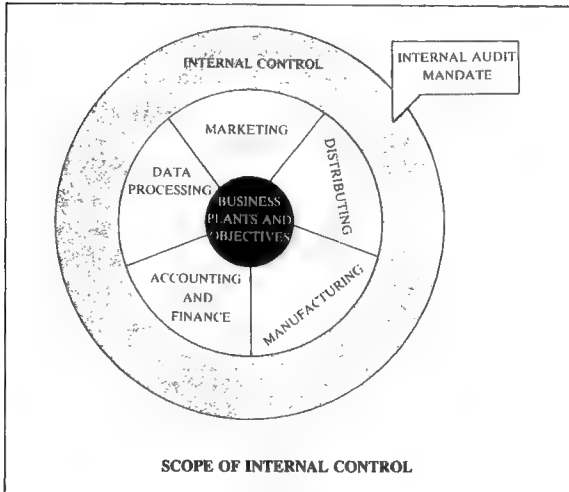 INTERNAL CONTROL
INTERNAL AUDIT
MANDATE
MARKETING
DISTRIBUTING
DATA
PROCESSING
BUSINESS
PLANTS AND
OBJECTIVES
ACCOUNTING
AND
FINANCE
MANUFACTURING
SCOPE OF INTERNAL CONTROL